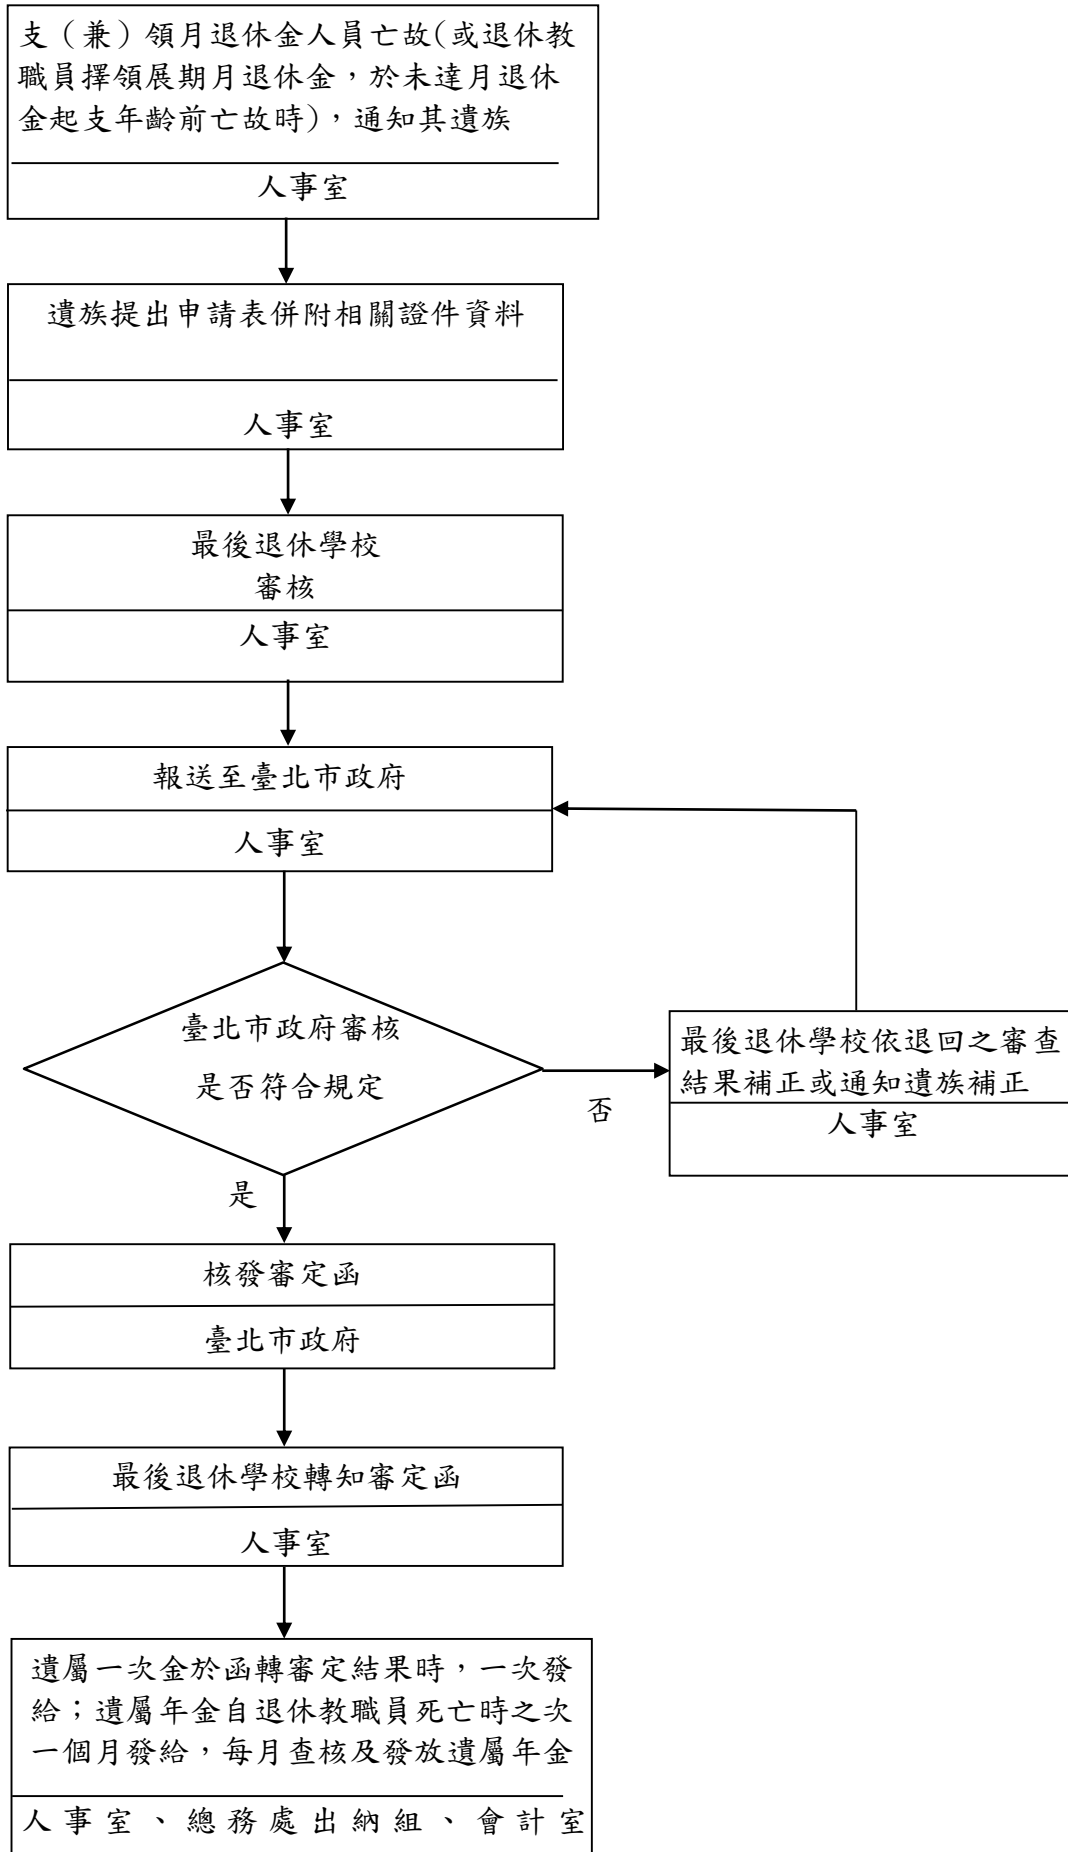 支（兼）領月退休金人員亡故(或退休教
職員擇領展期月退休金，於未達月退休
金起支年齡前亡故時)，通知其遺族
人事室
遺族提出申請表併附相關證件資料
人事室
最後退休學校
審核
人事室
報送至臺北市政府
人事室
臺北市政府審核
是否符合規定
否
最後退休學校依退回之審查
結果補正或通知遺族補正
人事室
是
核發審定函
臺北市政府
最後退休學校轉知審定函
人事室
遺屬一次金於函轉審定結果時，一次發
給；遺屬年金自退休教職員死亡時之次
一個月發給，每月查核及發放遺屬年金
人事室、總務處出納組、會計室